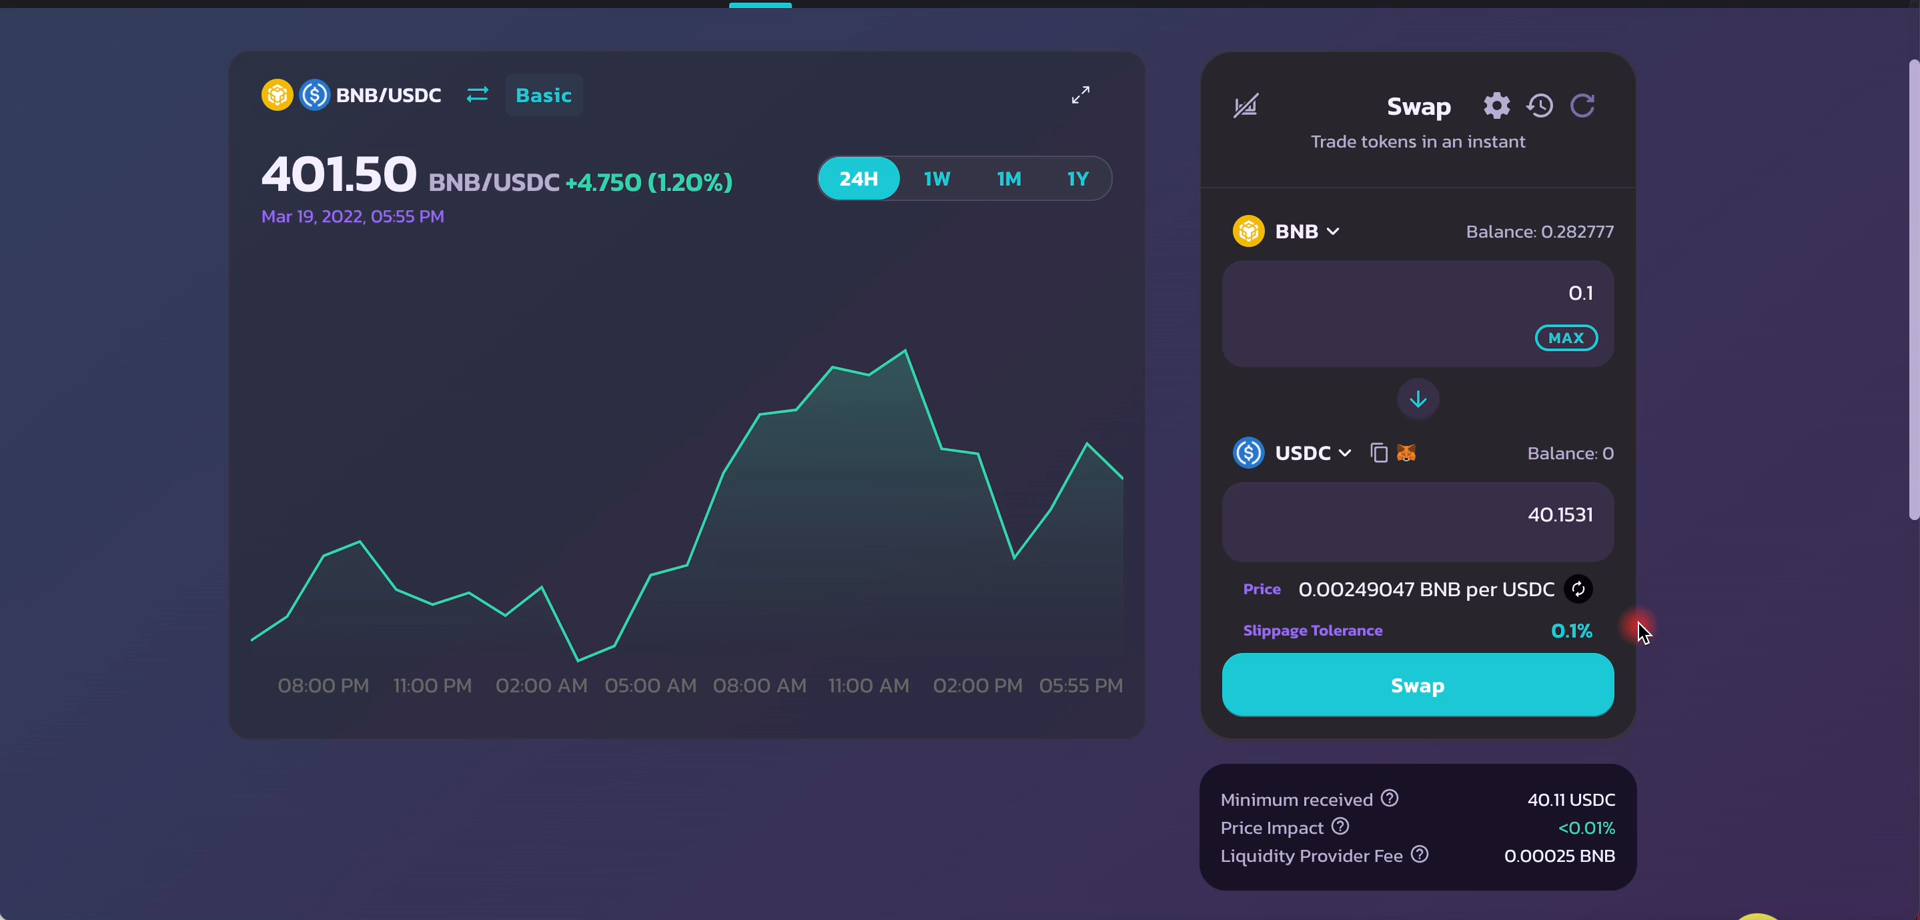 BNB/USDC Basic
401.50 BNB/USDC +4.750 (1.20%)
24H 1W 1M 1Y
Mar 19, 2022, 05:55 PM
08:00 PM 11:00 PM 02:00 AM 05:00 AM 08:00 AM 11:00 AM 02:00 PM 05:55 PM
Swap
Trade tokens in an instant
BNB Balance: 0.282777
0.1
MAX
USDC Balance: 0
40.1531
Price 0.00249047 BNB per USDC
Slippage Tolerance 0.1%
Swap
Minimum received 40.11 USDC
Price Impact <0.01%
Liquidity Provider Fee 0.00025 BNB